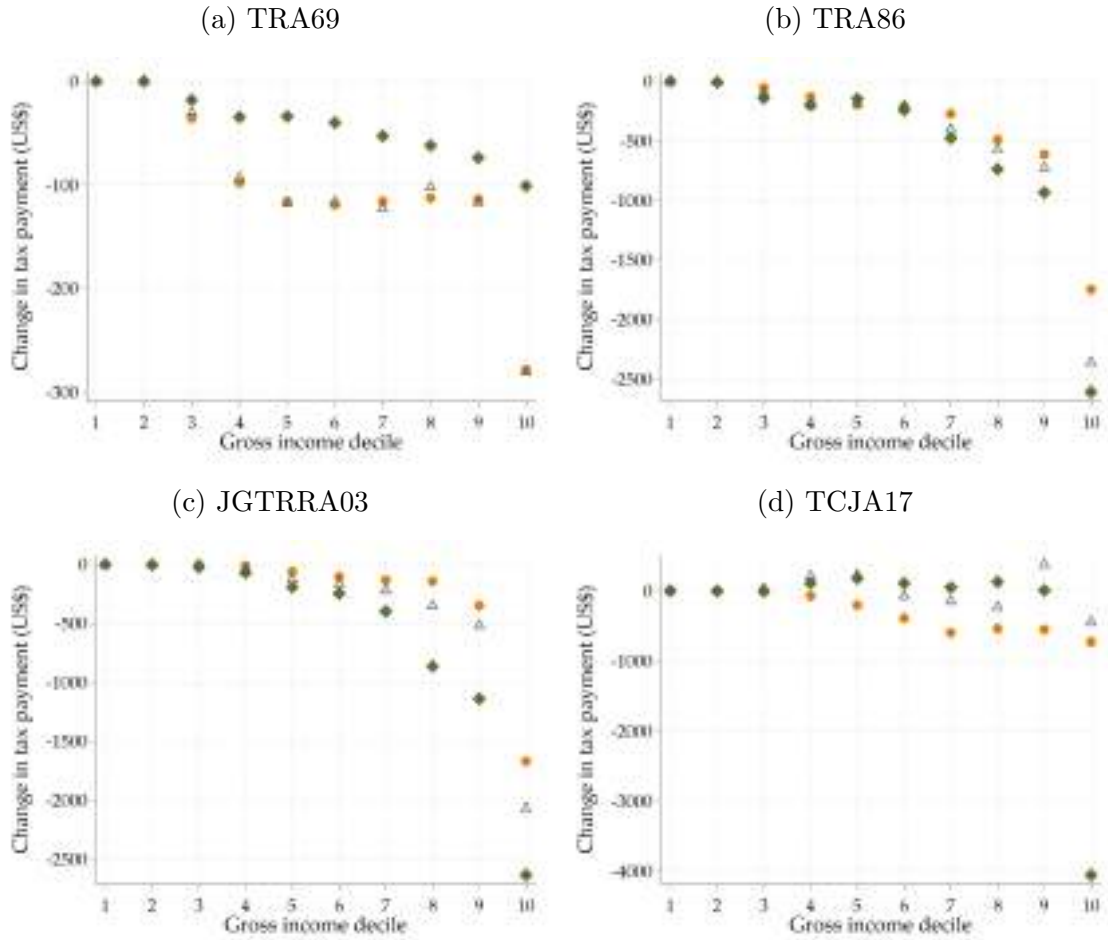 (a) TRA69
0
-100
-200
-300
Change in tax payment (US$)
1 2 3 4 5 6 7 8 9 10
Gross income decile
(b) TRA86
0
-500
-1000
-1500
-2000
-2500
Change in tax payment (US$)
1 2 3 4 5 6 7 8 9 10
Gross income decile
(c) JGTRRA03
0
-500
-1000
-1500
-2000
-2500
Change in tax payment (US$)
1 2 3 4 5 6 7 8 9 10
Gross income decile
(d) TCJA17
0
-1000
-2000
-3000
-4000
Change in tax payment (US$)
1 2 3 4 5 6 7 8 9 10
Gross income decile